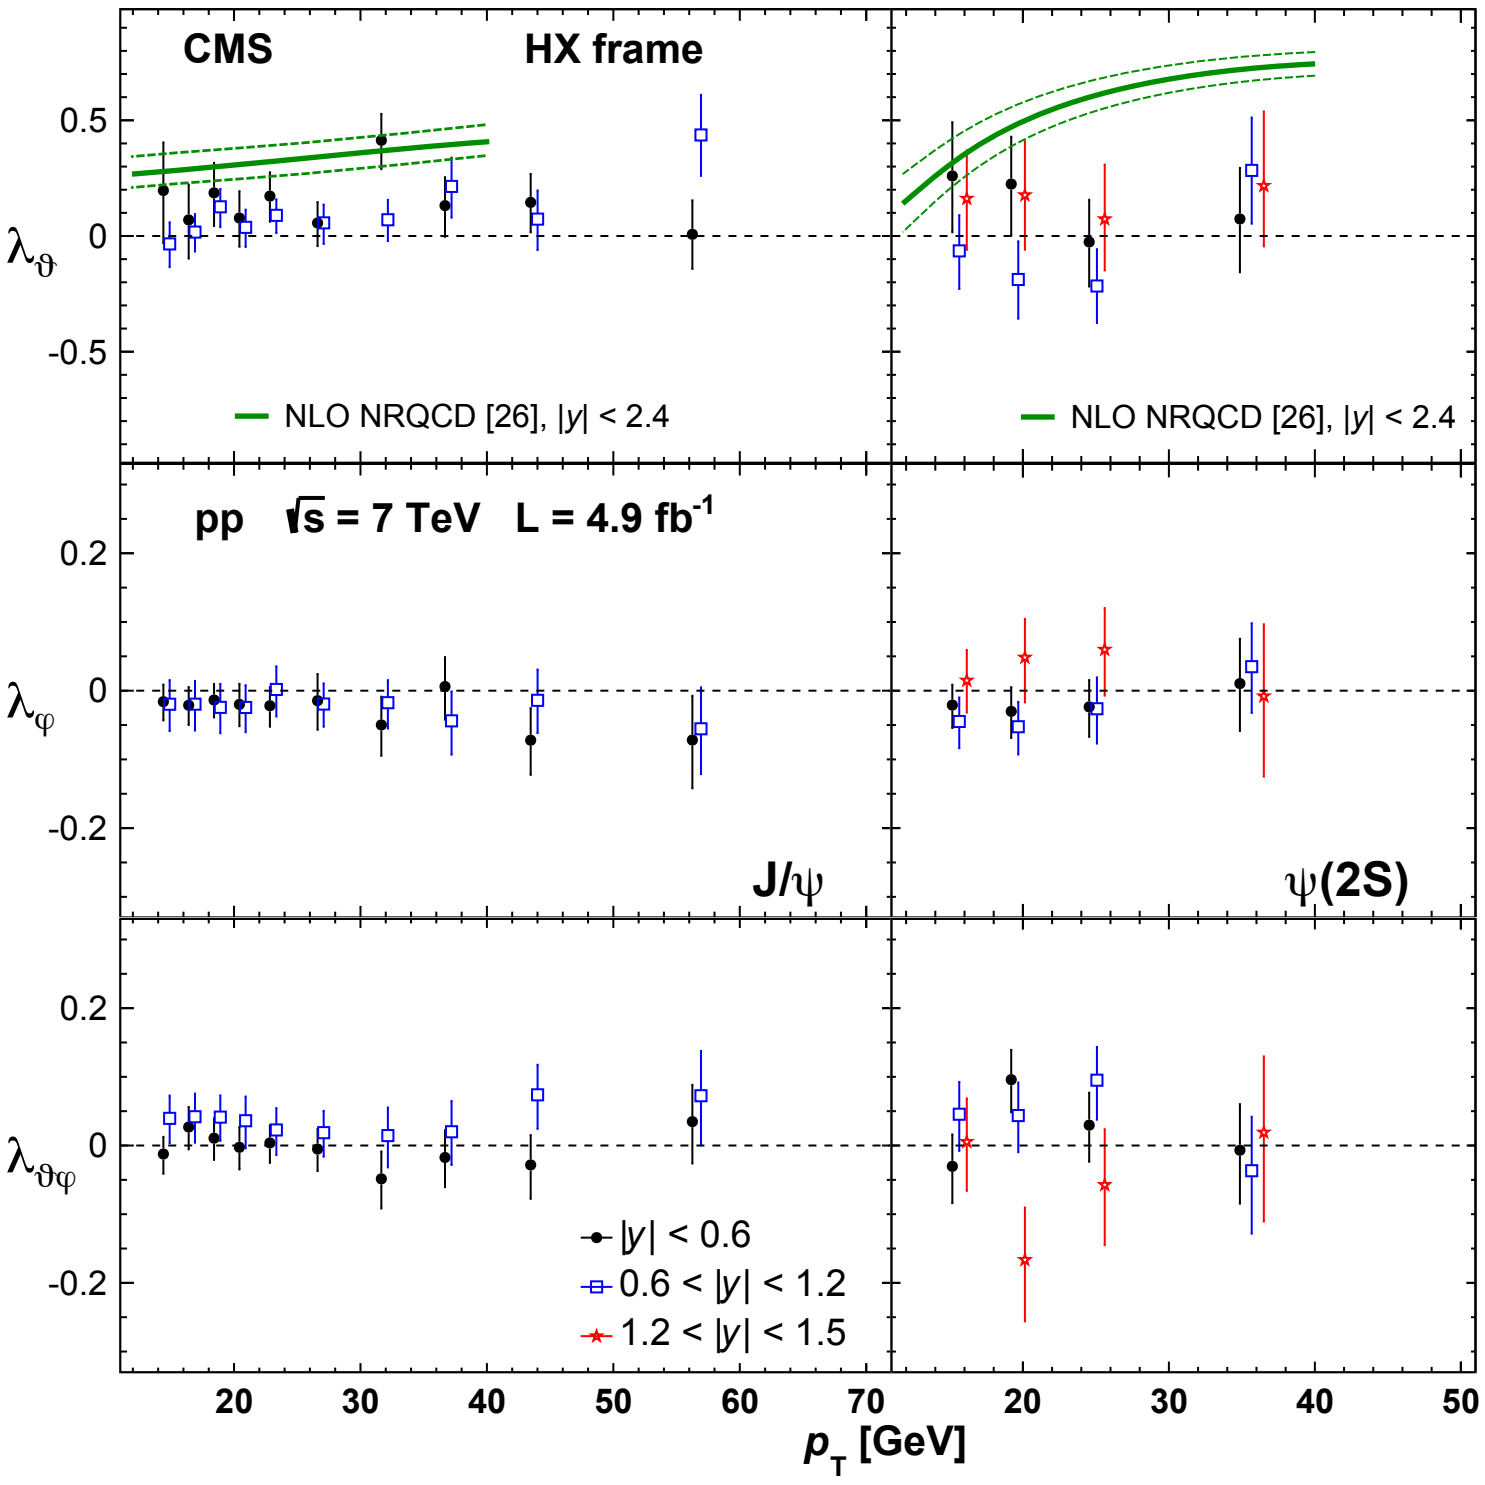 CMS HX frame
0.5
λϑ 0
-0.5
NLO NRQCD [26], |y| < 2.4
NLO NRQCD [26], |y| < 2.4
pp √s = 7 TeV L = 4.9 fb-1
0.2
λφ 0
-0.2
J/ψ
ψ(2S)
0.2
λϑφ 0
-0.2
|y| < 0.6
0.6 < |y| < 1.2
1.2 < |y| < 1.5
20 30 40 50 60 70 20 30 40 50
pT [GeV]